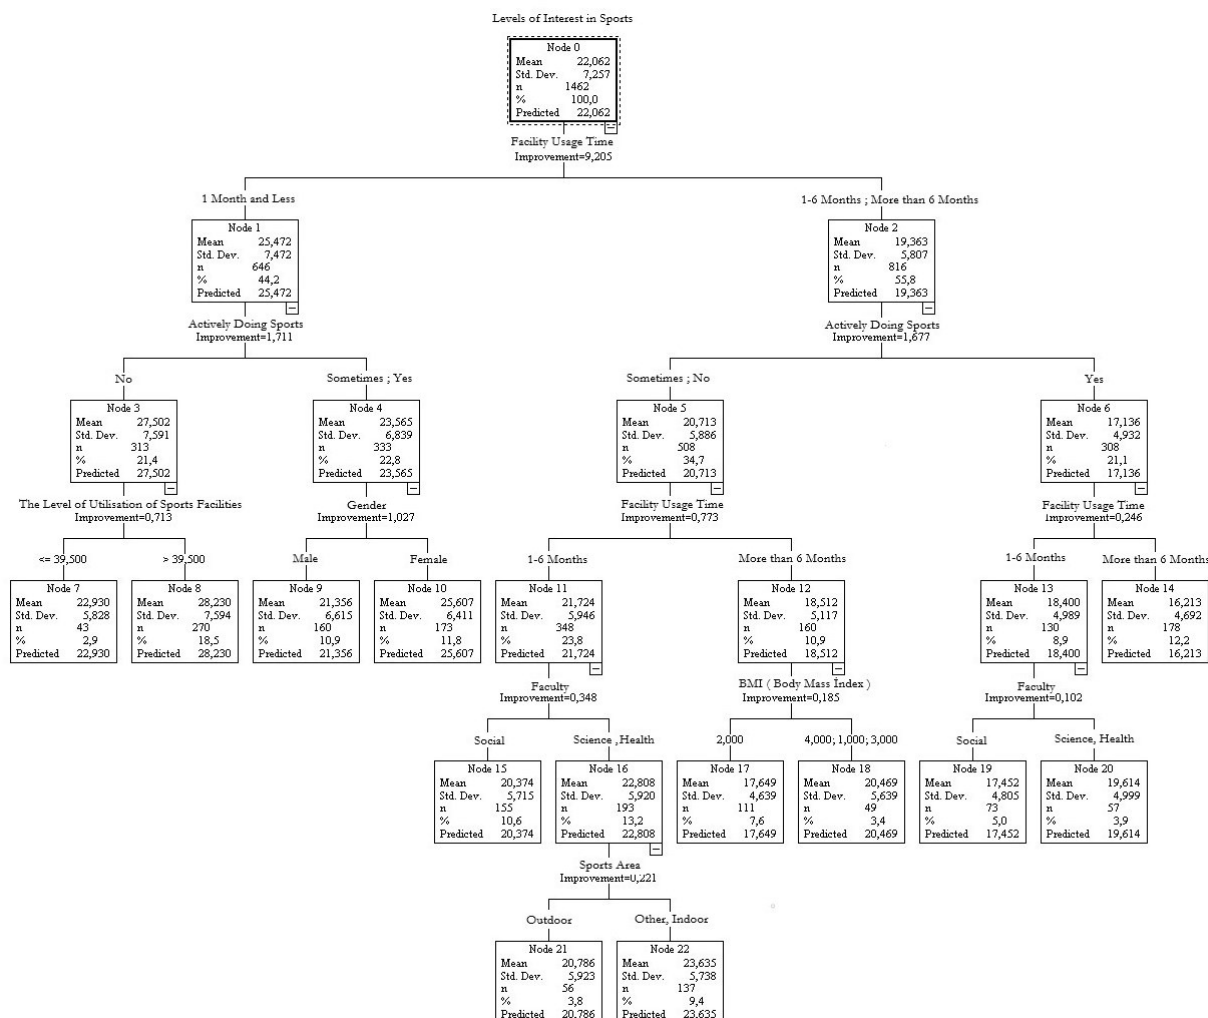 Levels of Interest in Sports
Node 0
Mean 22,062
Std. Dev. 7,257
n 1462
% 100,0
Predicted 22,062
Facility Usage Time
Improvement=9,205
1 Month and Less
Node 1
Mean 25,472
Std. Dev. 7,472
n 646
% 44,2
Predicted 25,472
Actively Doing Sports
Improvement=1,711
1-6 Months ; More than 6 Months
Node 2
Mean 19,363
Std. Dev. 5,807
n 816
% 55,8
Predicted 19,363
Actively Doing Sports
Improvement=1,677
No
Node 3
Mean 27,502
Std. Dev. 7,591
n 313
% 21,4
Predicted 27,502
The Level of Utilisation of Sports Facilities
Improvement=0,713
Sometimes ; Yes
Node 4
Mean 23,565
Std. Dev. 6,839
n 333
% 22,8
Predicted 23,565
Gender
Improvement=1,027
Sometimes ; No
Node 5
Mean 20,713
Std. Dev. 5,886
n 508
% 34,7
Predicted 20,713
Facility Usage Time
Improvement=0,773
Yes
Node 6
Mean 17,136
Std. Dev. 4,932
n 308
% 21,1
Predicted 17,136
Facility Usage Time
Improvement=0,246
<= 39,500
Node 7
Mean 22,930
Std. Dev. 5,828
n 43
% 2,9
Predicted 22,930
> 39,500
Node 8
Mean 28,230
Std. Dev. 7,594
n 270
% 18,5
Predicted 28,230
Male
Node 9
Mean 21,356
Std. Dev. 6,615
n 160
% 10,9
Predicted 21,356
Female
Node 10
Mean 25,607
Std. Dev. 6,411
n 173
% 11,8
Predicted 25,607
1-6 Months
Node 11
Mean 21,724
Std. Dev. 5,946
n 348
% 23,8
Predicted 21,724
Faculty
Improvement=0,348
More than 6 Months
Node 12
Mean 18,512
Std. Dev. 5,117
n 160
% 10,9
Predicted 18,512
BMI ( Body Mass Index )
Improvement=0,185
1-6 Months
Node 13
Mean 18,400
Std. Dev. 4,989
n 130
% 8,9
Predicted 18,400
Faculty
Improvement=0,102
More than 6 Months
Node 14
Mean 16,213
Std. Dev. 4,692
n 178
% 12,2
Predicted 16,213
Social
Node 15
Mean 20,374
Std. Dev. 5,715
n 155
% 10,6
Predicted 20,374
Science ,Health
Node 16
Mean 22,808
Std. Dev. 5,920
n 193
% 13,2
Predicted 22,808
Sports Area
Improvement=0,221
2,000
Node 17
Mean 17,649
Std. Dev. 4,639
n 111
% 7,6
Predicted 17,649
4,000; 1,000; 3,000
Node 18
Mean 20,469
Std. Dev. 5,639
n 49
% 3,4
Predicted 20,469
Social
Node 19
Mean 17,452
Std. Dev. 4,805
n 73
% 5,0
Predicted 17,452
Science, Health
Node 20
Mean 19,614
Std. Dev. 4,999
n 57
% 3,9
Predicted 19,614
Outdoor
Node 21
Mean 20,786
Std. Dev. 5,923
n 56
% 3,8
Predicted 20,786
Other, Indoor
Node 22
Mean 23,635
Std. Dev. 5,738
n 137
% 9,4
Predicted 23,635